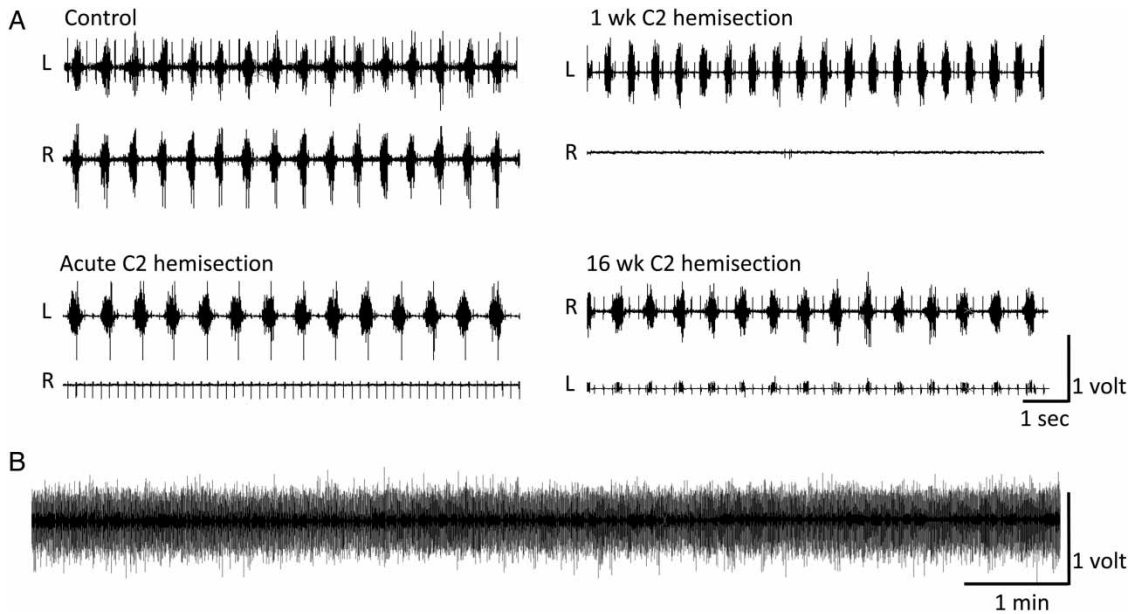 A
Control
L
R
1 wk C2 hemisection
L
R
Acute C2 hemisection
L
R
16 wk C2 hemisection
R
L
1 volt
1 sec
B
1 volt
1 min